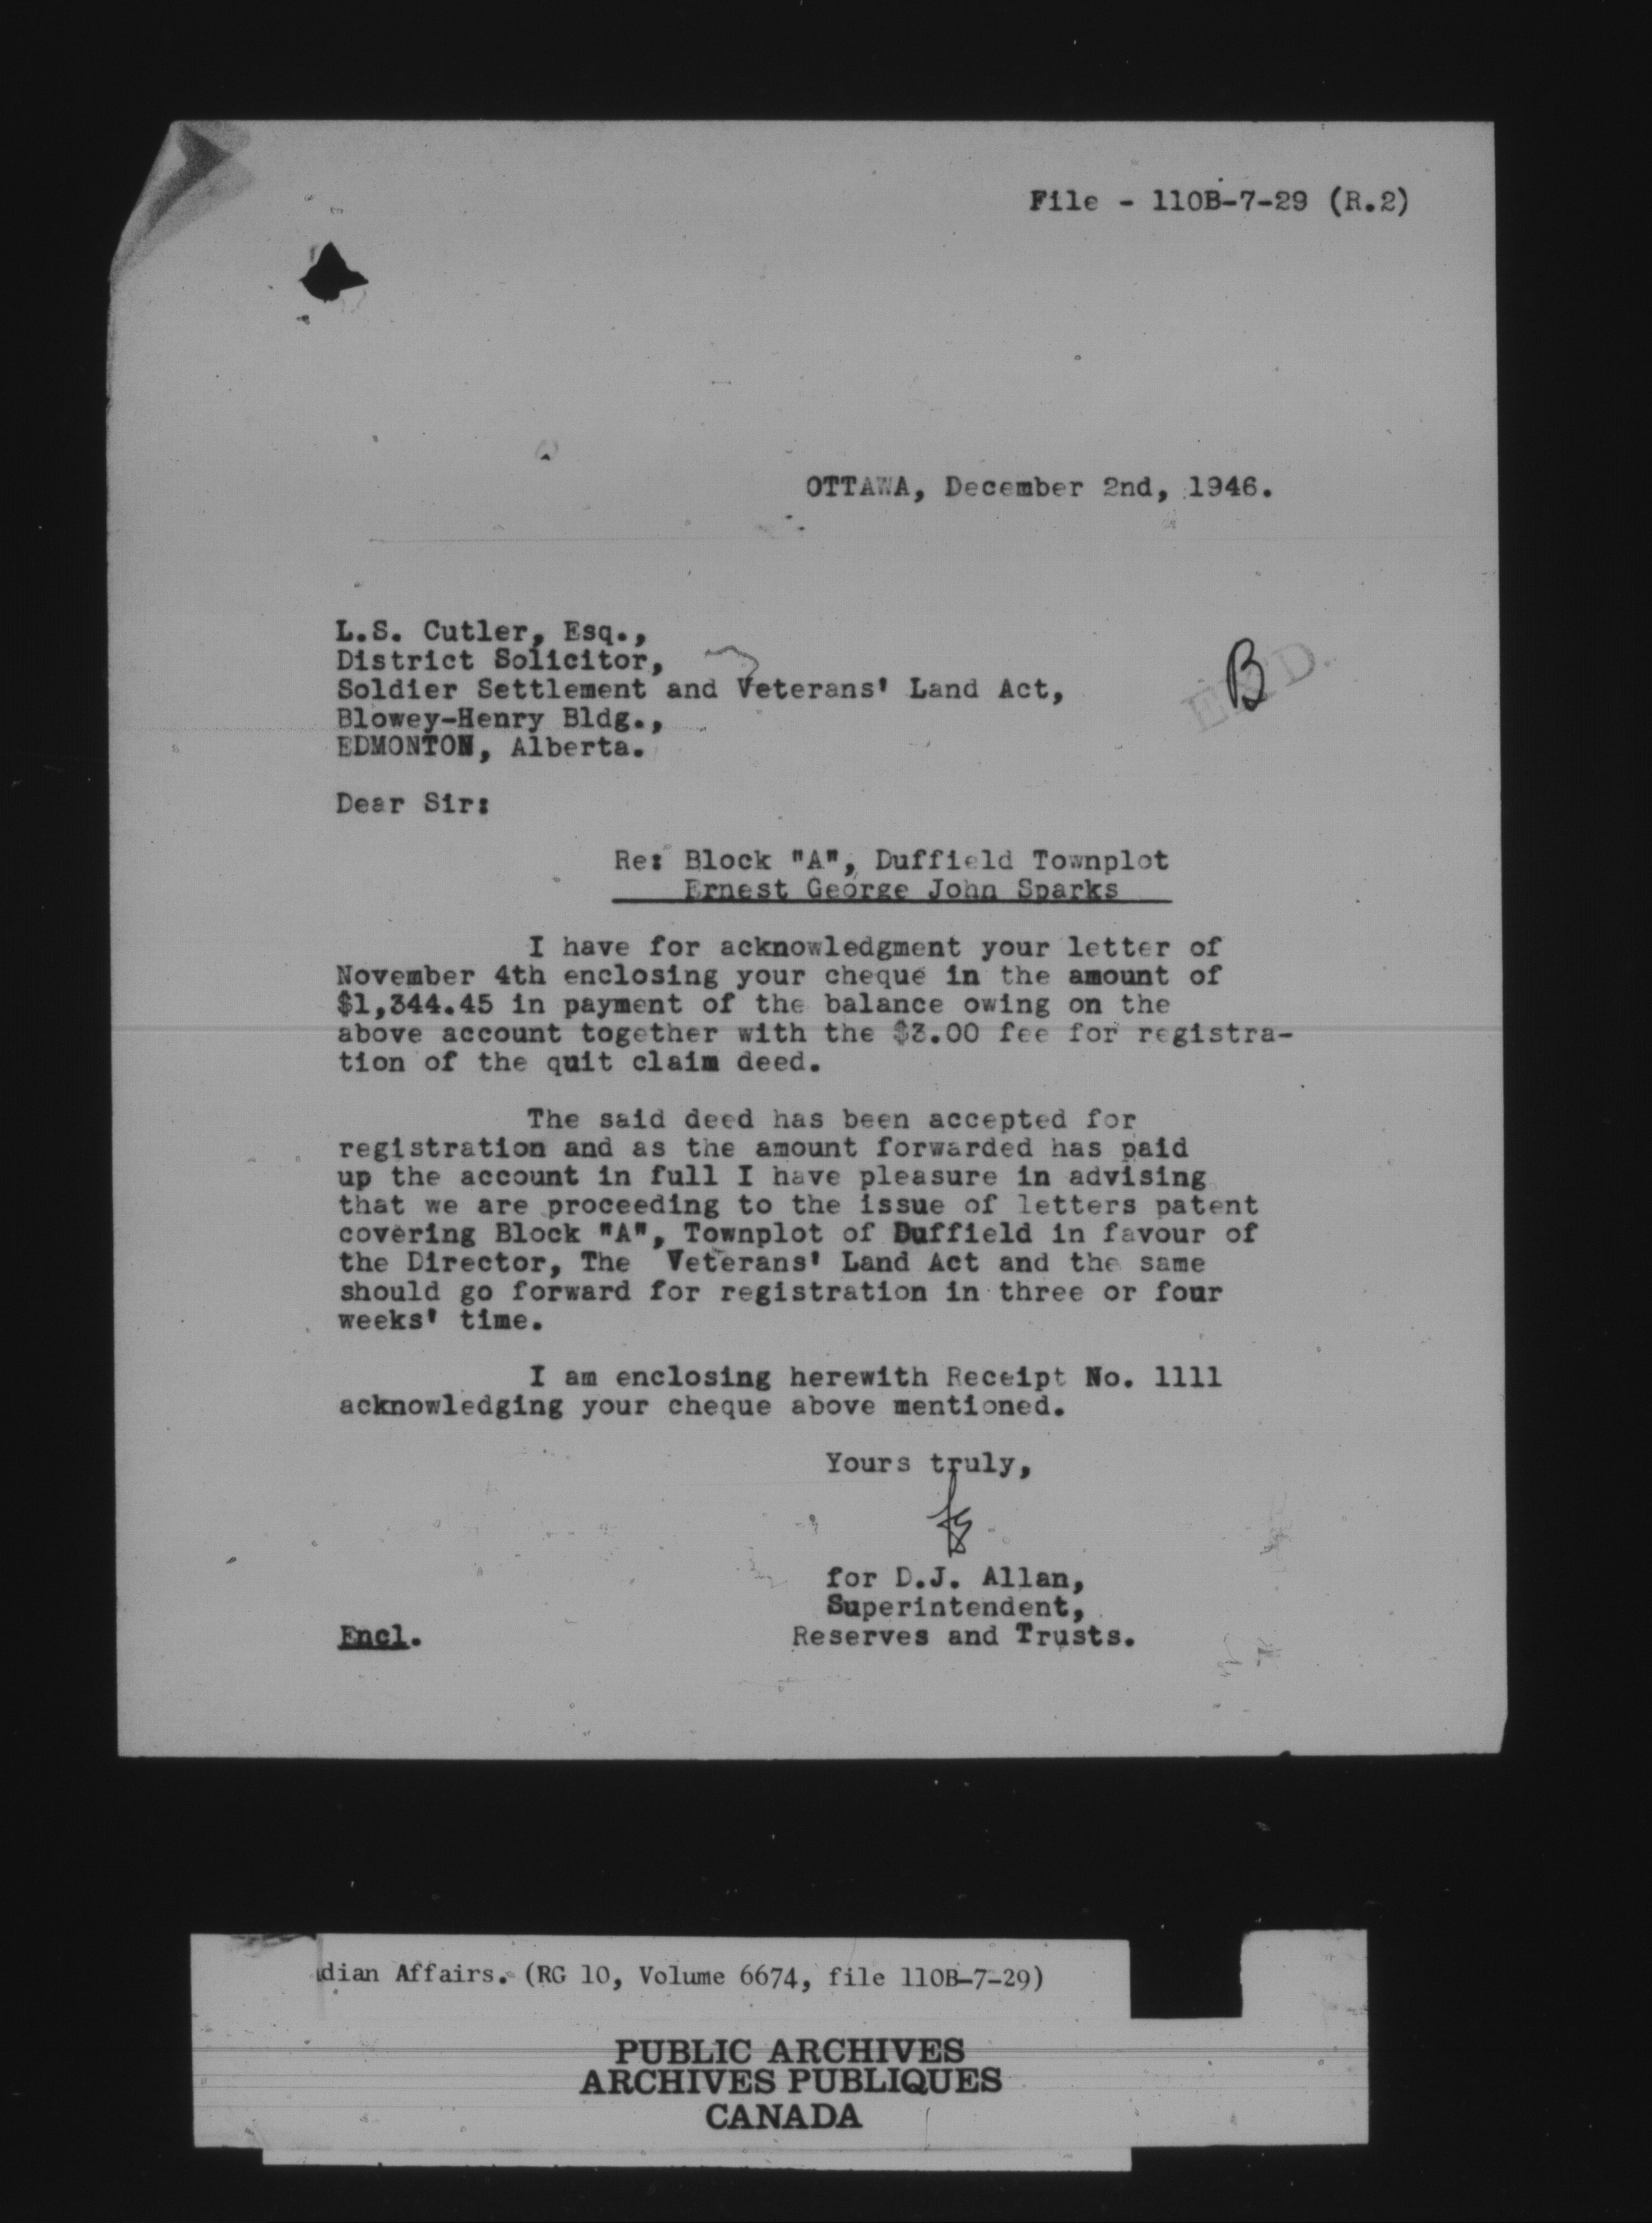 File - 110B-7-29 (R.2)
OTTAWA, December 2nd, 1946.
L.S. Cutler, Esq.,
District Solicitor,
Soldier Settlement and Veterans' Land Act,
Blowey-Henry Bldg.,
EDMONTON, Alberta.
B
Dear Sir:
Re: Block "A", Duffield Townplot
Ernest George John Sparks
I have for acknowledgment your letter of
November 4th enclosing your cheque in the amount of
$1,344.45 in payment of the balance owing on the
above account together with the $3.00 fee for registra-
tion of the quit claim deed.
The said deed has been accepted for
registration and as the amount forwarded has paid
up the account in full I have pleasure in advising
that we are proceeding to the issue of letters patent
covering Block "A", Townplot of Duffield in favour of
the Director, The Veterans' Land Act and the same
should go forward for registration in three or four
weeks' time.
I am enclosing herewith Receipt No. 1111
acknowledging your cheque above mentioned.
Yours truly,
for D.J. Allan,
Superintendent,
Encl. Reserves and Trusts.
dian Affairs. (RG 10, Volume 6674, file 110B-7-29)
PUBLIC ARCHIVES
ARCHIVES PUBLIQUES
CANADA